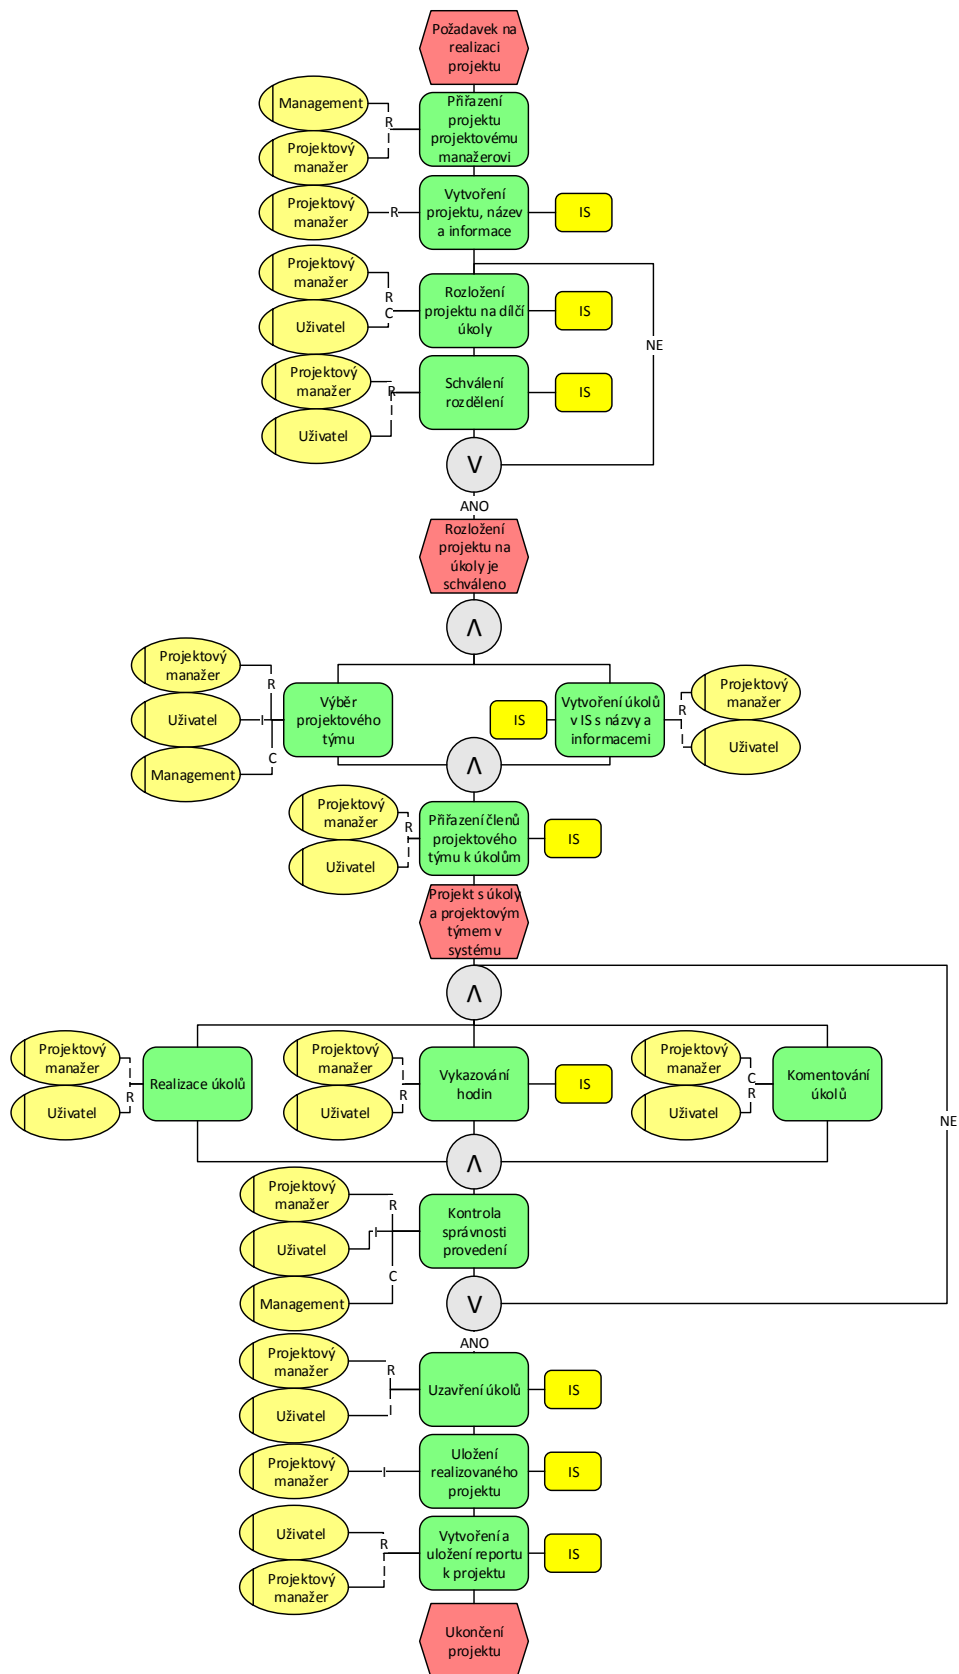 Požadavek na
realizaci
projektu
Management
R
Přiřazení
projektu
projektovému
manažerovi
Projektový
manažer
Projektový
manažer
R
Vytvoření
projektu, název
a informace
IS
Projektový
manažer
R
C
Uživatel
Rozložení
projektu na dílčí
úkoly
IS
NE
Projektový
manažer
R
Uživatel
Schválení
rozdělení
IS
V
ANO
Rozložení
projektu na
úkoly je
schváleno
Λ
Projektový
manažer
R
Uživatel
I
Management
C
Výběr
projektového
týmu
IS
Vytvoření úkolů
v IS s názvy a
informacemi
R
Projektový
manažer
Uživatel
Λ
Projektový
manažer
R
Uživatel
Přiřazení členů
projektového
týmu k úkolům
IS
Projekt s úkoly
a projektovým
týmem v
systému
Λ
Projektový
manažer
Uživatel
R
Realizace úkolů
Projektový
manažer
Uživatel
R
Vykazování
hodin
IS
Projektový
manažer
Uživatel
C
R
Komentování
úkolů
NE
Λ
Projektový
manažer
R
Uživatel
I
Management
C
Kontrola
správnosti
provedení
V
ANO
Projektový
manažer
R
Uživatel
Uzavření úkolů
IS
Projektový
manažer
I
Uložení
realizovaného
projektu
IS
Uživatel
R
Projektový
manažer
Vytvoření a
uložení reportu
k projektu
IS
Ukončení
projektu